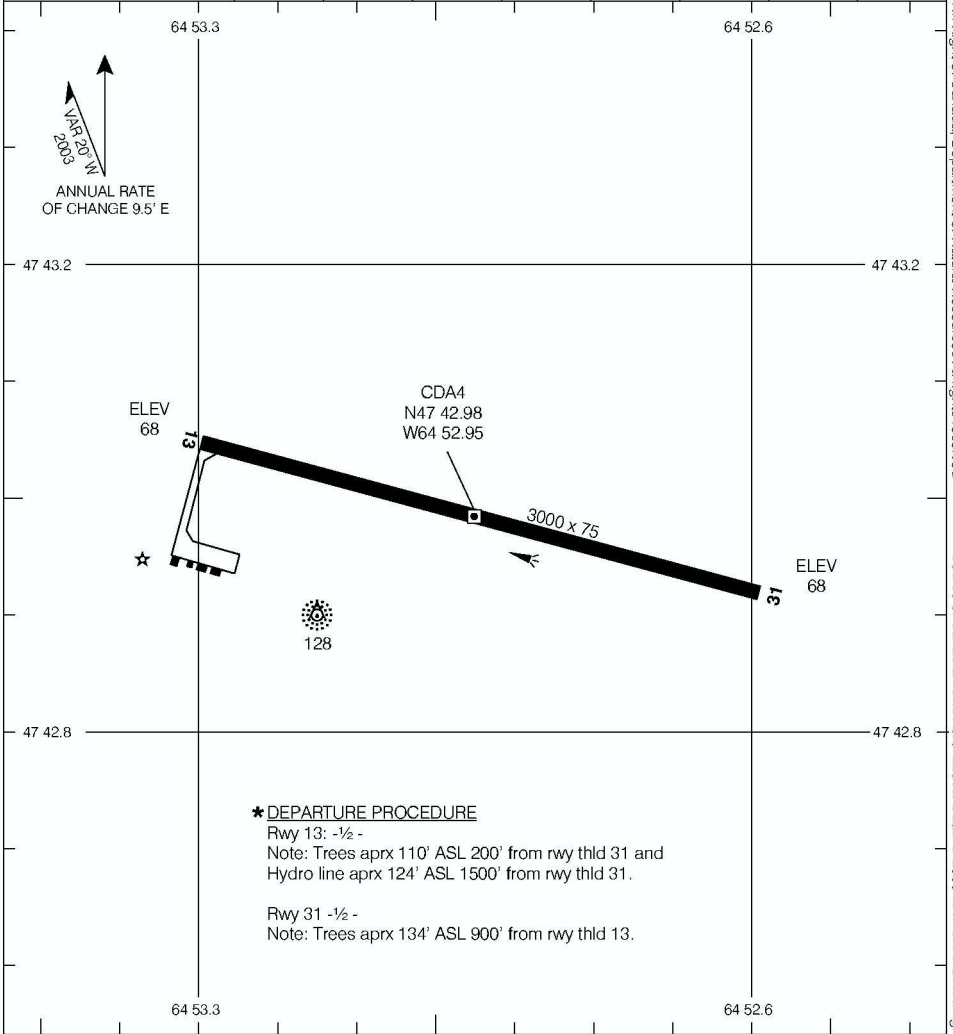 64 53.3
64 52.6
VAR 20° W
2003
ANNUAL RATE
OF CHANGE 9.5' E
47 43.2
47 43.2
CDA4
N47 42.98
W64 52.95
ELEV
68
13
3000 x 75
ELEV
68
31
128
47 42.8
47 42.8
* DEPARTURE PROCEDURE
Rwy 13: -½ -
Note: Trees aprx 110' ASL 200' from rwy thld 31 and
Hydro line aprx 124' ASL 1500' from rwy thld 31.
Rwy 31 -½ -
Note: Trees aprx 134' ASL 900' from rwy thld 13.
64 53.3
64 52.6